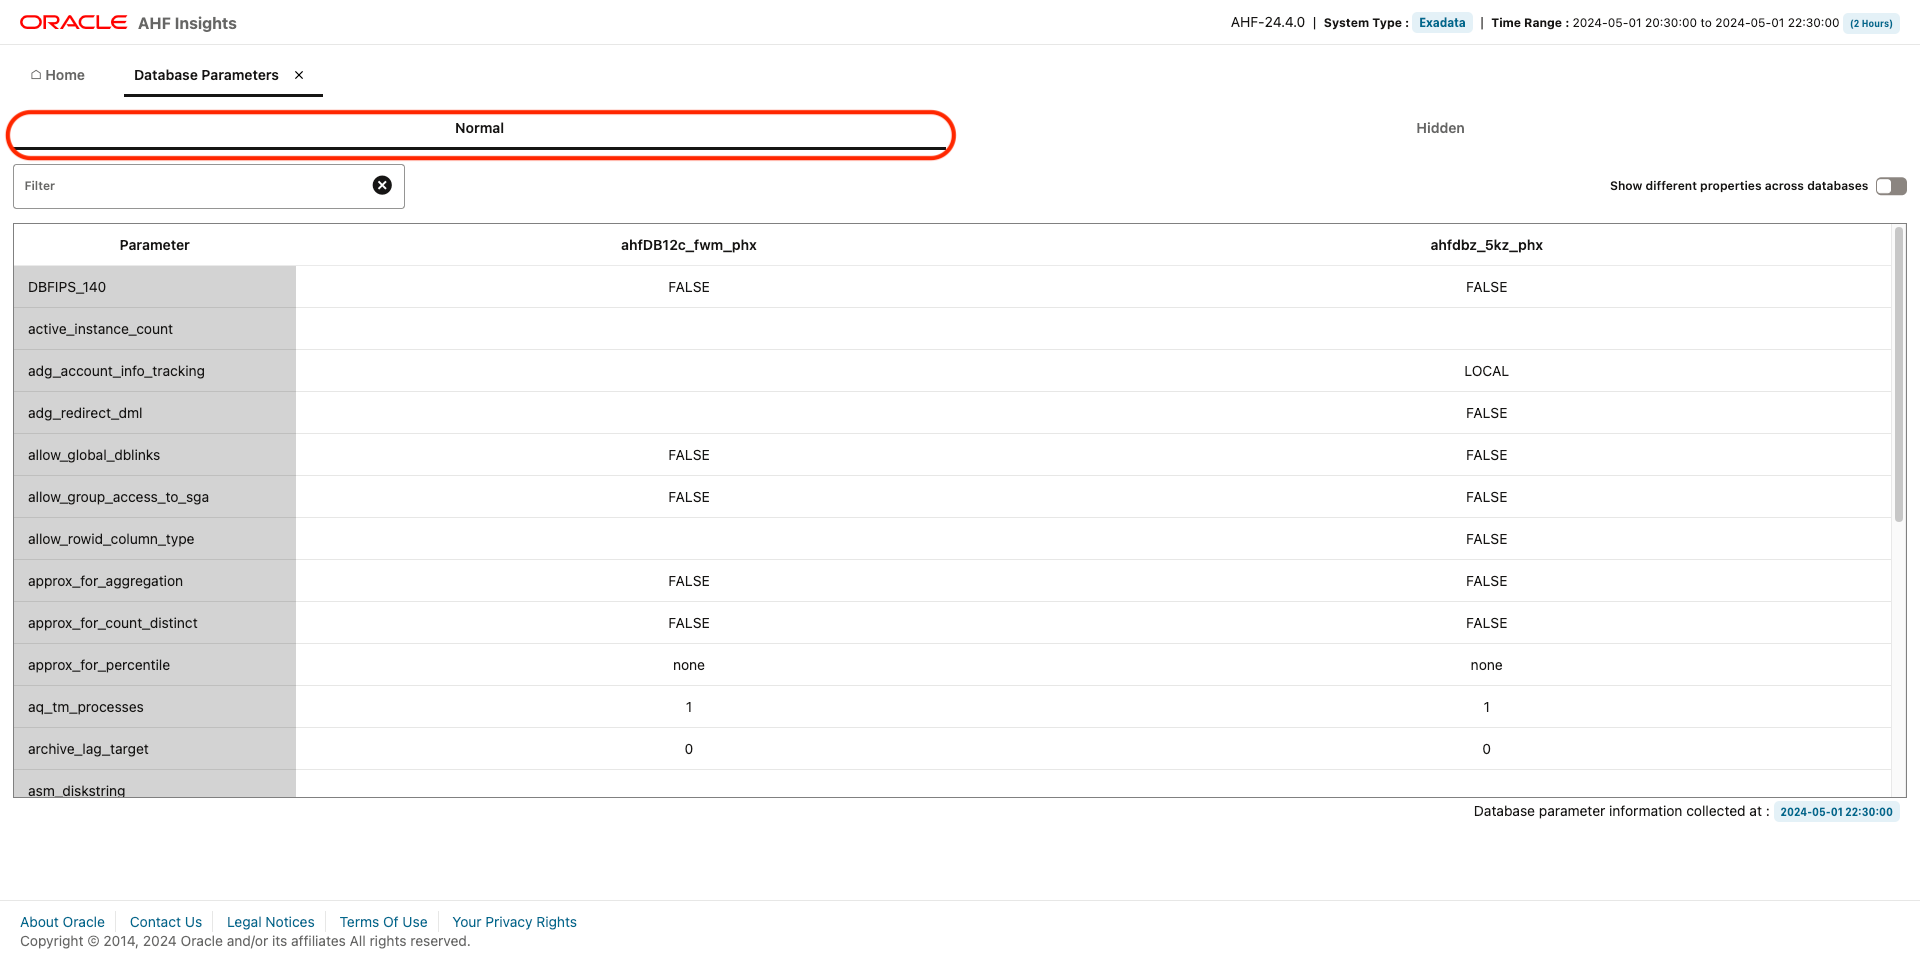 ORACLE AHF Insights
AHF-24.4.0 | System Type : Exadata | Time Range : 2024-05-01 20:30:00 to 2024-05-01 22:30:00 (2 Hours)
Home Database Parameters ×
Normal Hidden
Filter Show different properties across databases
Parameter ahfDB12c_fwm_phx ahfdbz_5kz_phx
DBFIPS_140 FALSE FALSE
active_instance_count
adg_account_info_tracking LOCAL
adg_redirect_dml FALSE
allow_global_dblinks FALSE FALSE
allow_group_access_to_sga FALSE FALSE
allow_rowid_column_type FALSE
approx_for_aggregation FALSE FALSE
approx_for_count_distinct FALSE FALSE
approx_for_percentile none none
aq_tm_processes 1 1
archive_lag_target 0 0
asm_diskstring
Database parameter information collected at : 2024-05-01 22:30:00
About Oracle Contact Us Legal Notices Terms Of Use Your Privacy Rights
Copyright © 2014, 2024 Oracle and/or its affiliates All rights reserved.